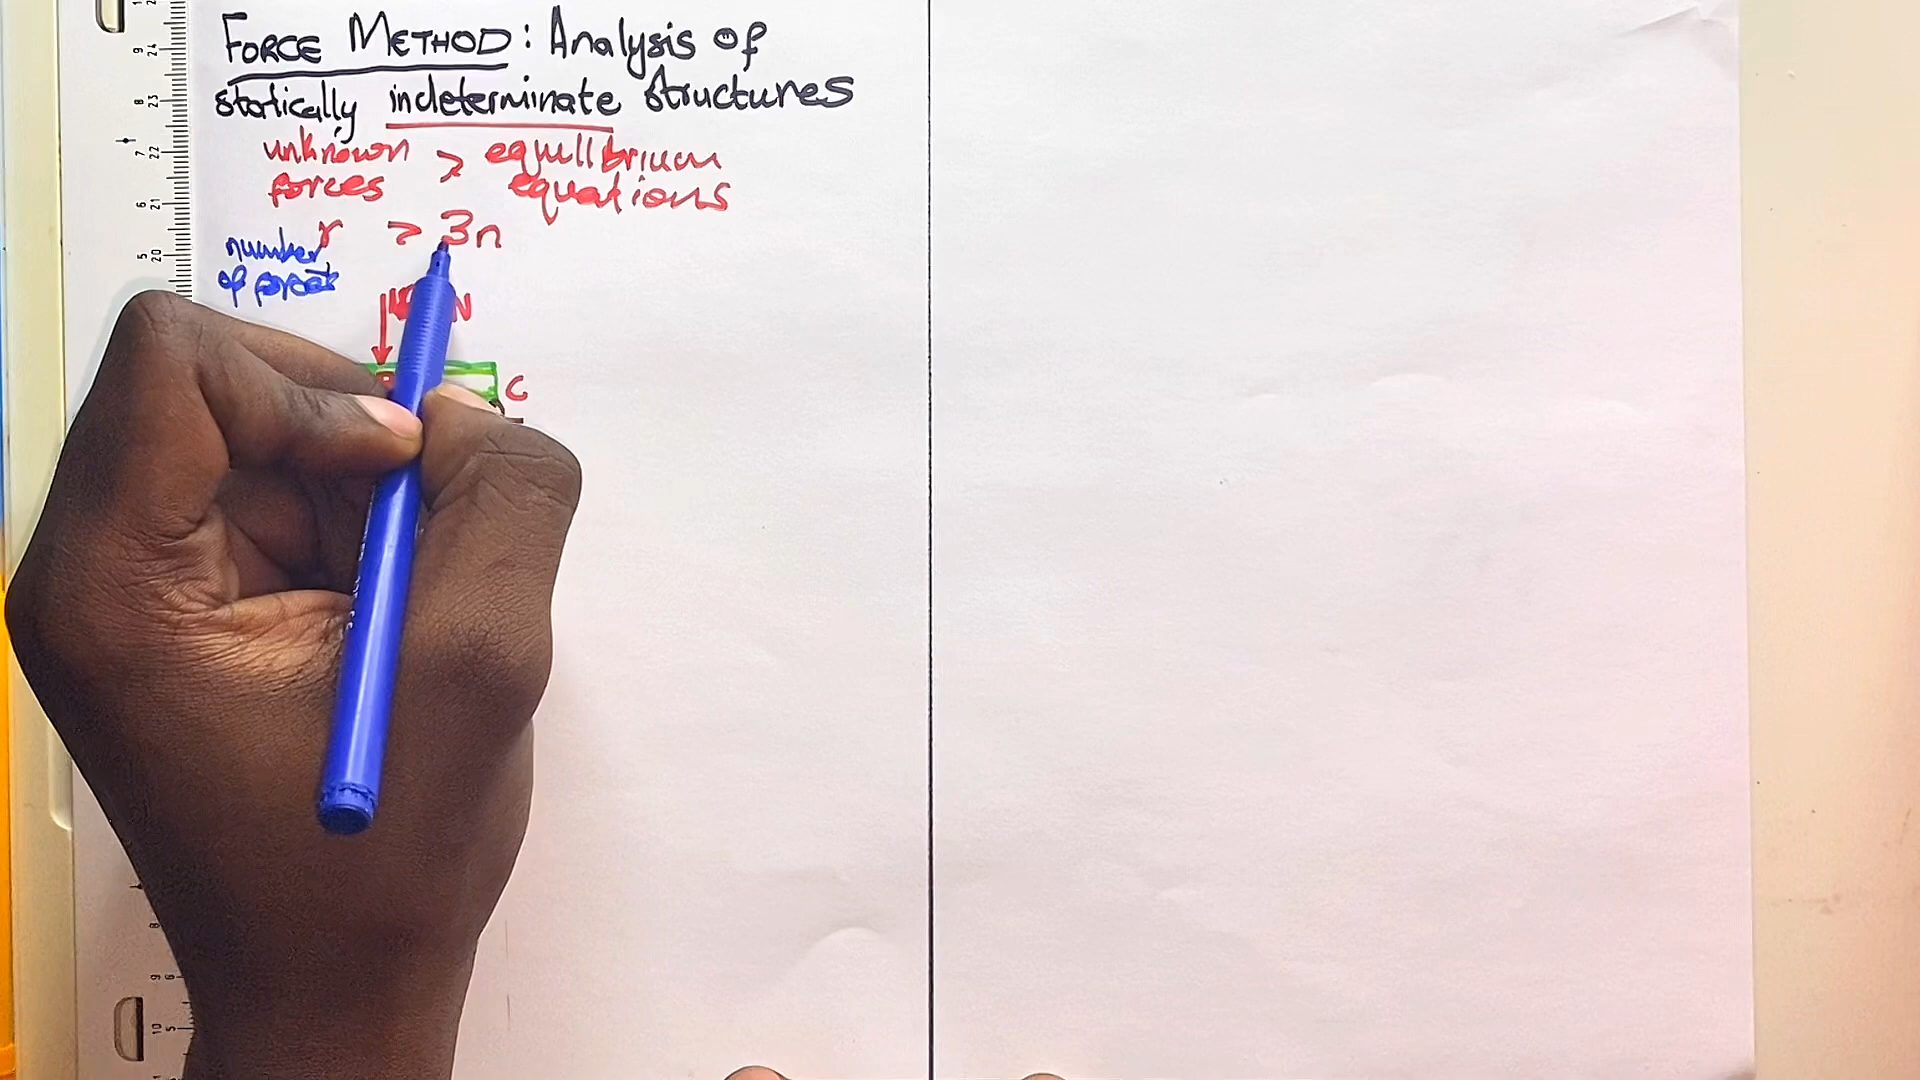 FORCE METHOD: Analysis of
statically indeterminate structures
unknown > equilibrium
forces equations
r > 3n
number
of forces
N
C